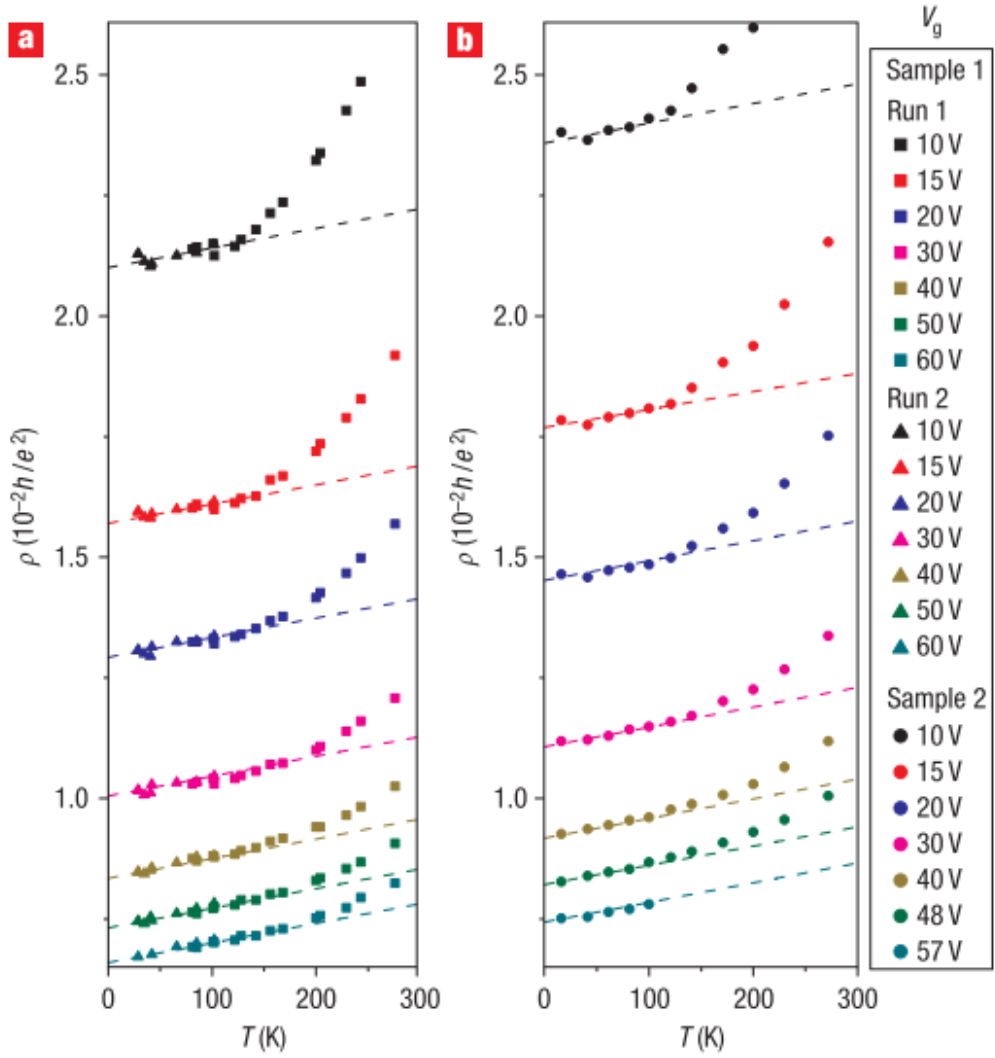 a
b
2.5
2.0
1.5
1.0
ρ (10⁻²h/e²)
0
100
200
300
T (K)
2.5
2.0
1.5
1.0
ρ (10⁻²h/e²)
0
100
200
300
T (K)
Vg
Sample 1
Run 1
10 V
15 V
20 V
30 V
40 V
50 V
60 V
Run 2
10 V
15 V
20 V
30 V
40 V
50 V
60 V
Sample 2
10 V
15 V
20 V
30 V
40 V
48 V
57 V